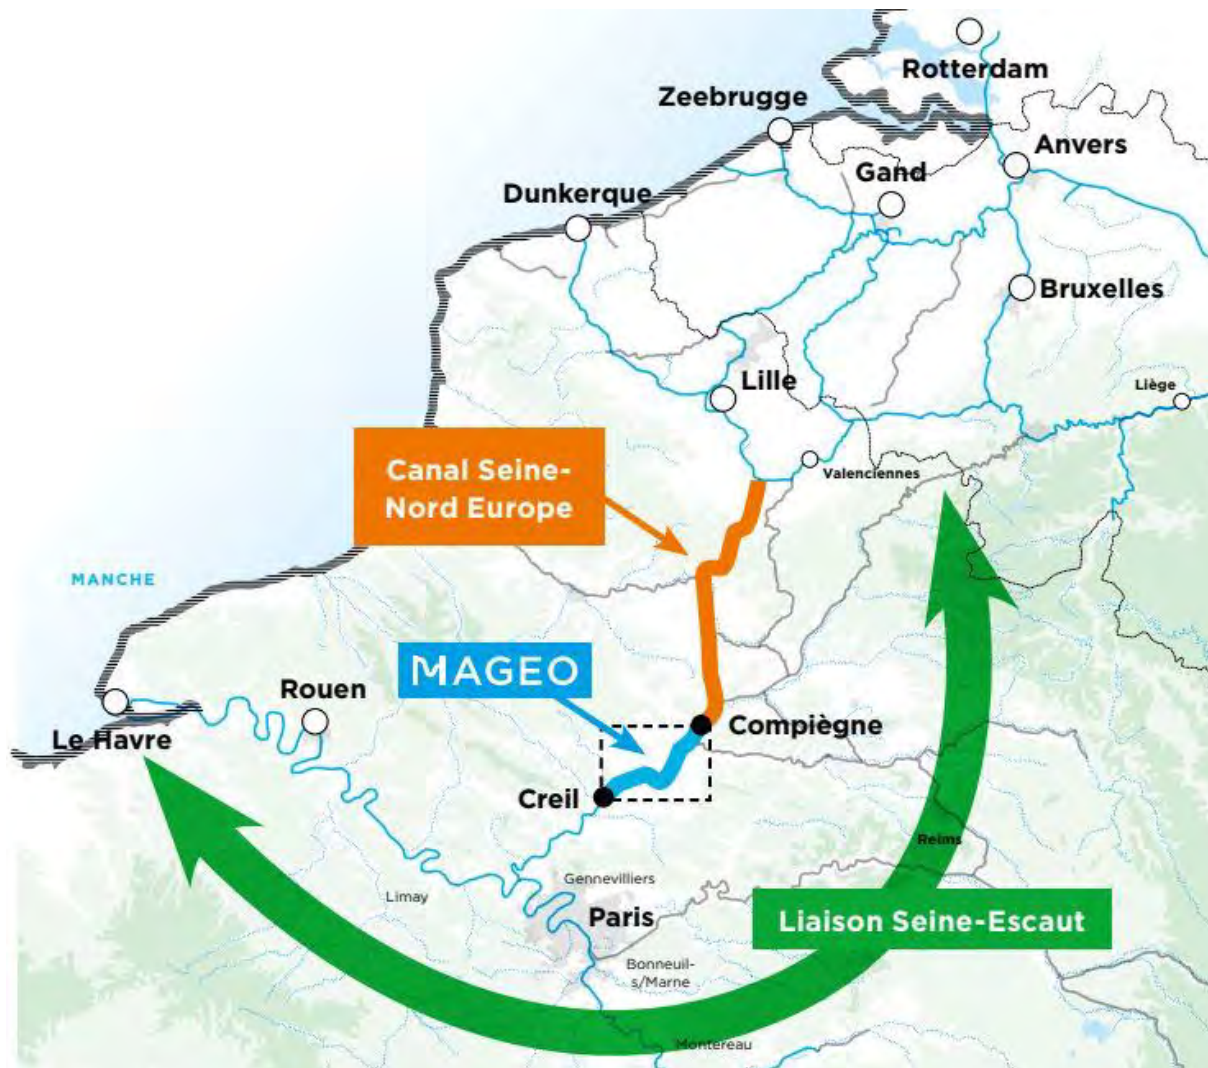 Rotterdam
Zeebrugge
Anvers
Gand
Dunkerque
Bruxelles
Lille
Liège
Canal Seine-
Nord Europe
Valenciennes
MANCHE
MAGEO
Rouen
Compiègne
Le Havre
Creil
Reims
Gennevilliers
Limay
Paris
Liaison Seine-Escaut
Bonneuil-
s/Marne
Montereau